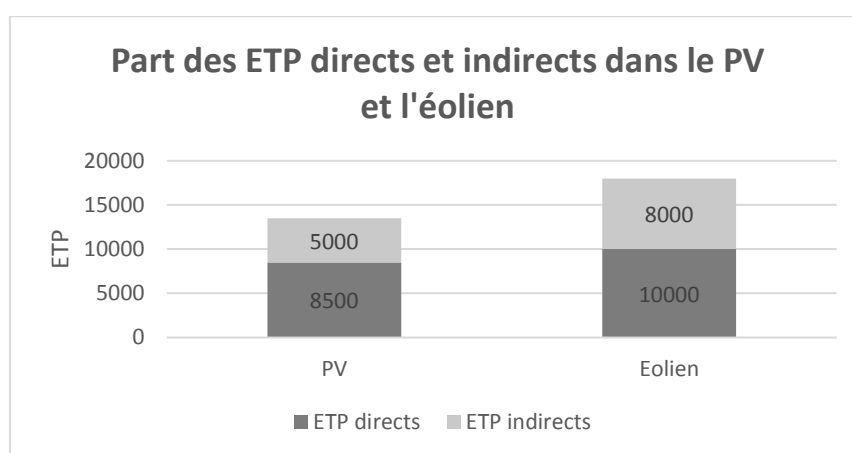 Part des ETP directs et indirects dans le PV
et l'éolien
20000
15000
10000
5000
0
ETP
5000
8500
8000
10000
PV
Eolien
ETP directs
ETP indirects